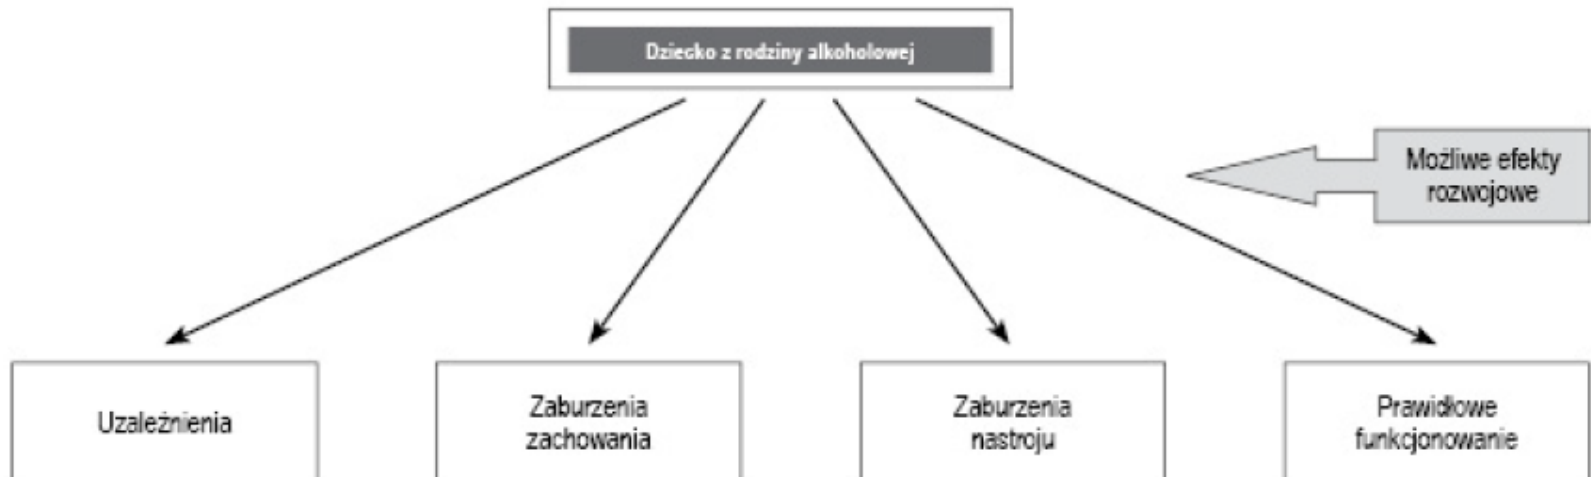 Dziecko z rodziny alkoholowej
Możliwe efekty
rozwojowe
Uzależnienia
Zaburzenia
zachowania
Zaburzenia
nastroju
Prawidłowe
funkcjonowanie